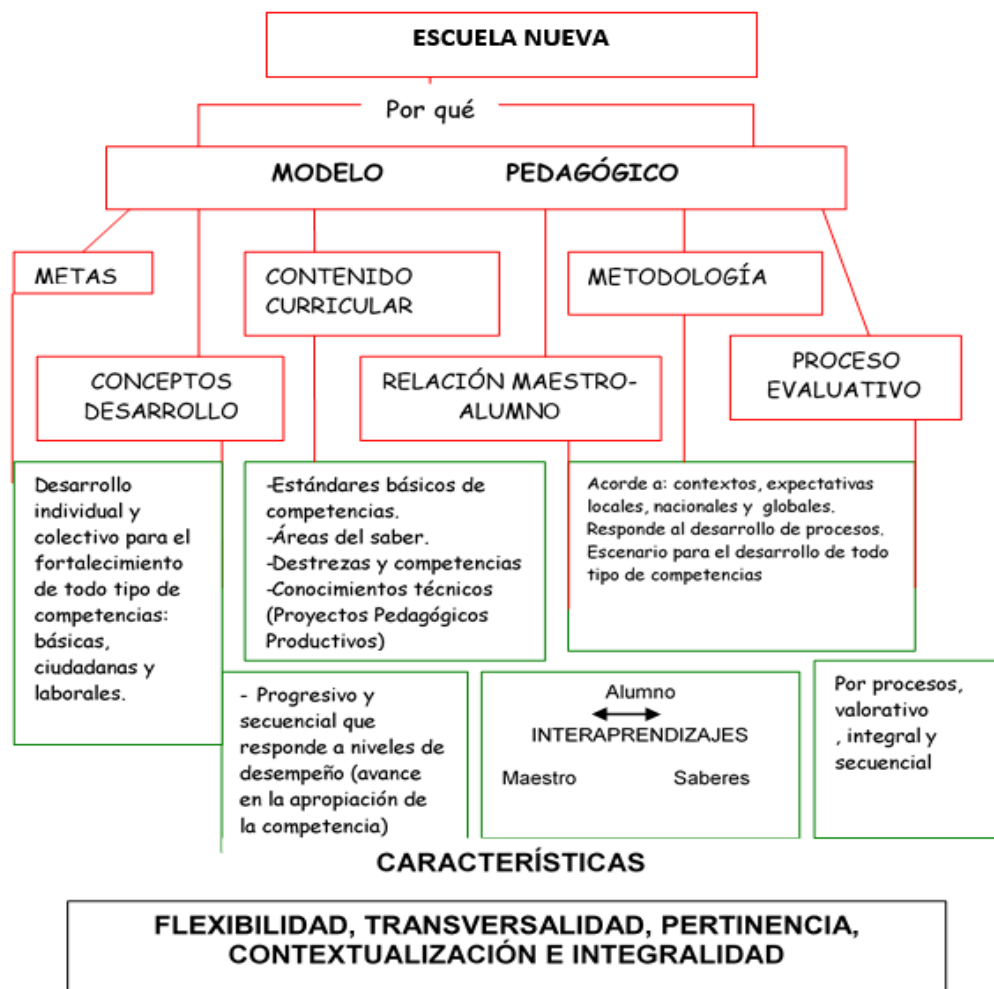 ESCUELA NUEVA
Por qué
MODELO PEDAGÓGICO
METAS
CONTENIDO
CURRICULAR
METODOLOGÍA
CONCEPTOS
DESARROLLO
RELACIÓN MAESTRO-
ALUMNO
PROCESO
EVALUATIVO
Desarrollo
individual y
colectivo para el
fortalecimiento
de todo tipo de
competencias:
básicas,
ciudadanas y
laborales.
-Estándares básicos de
competencias.
-Áreas del saber.
-Destrezas y competencias
-Conocimientos técnicos
(Proyectos Pedagógicos
Productivos)
Acorde a: contextos, expectativas
locales, nacionales y globales.
Responde al desarrollo de procesos.
Escenario para el desarrollo de todo
tipo de competencias
- Progresivo y
secuencial que
responde a niveles de
desempeño (avance
en la apropiación de
la competencia)
Alumno
INTERAPRENDIZAJES
Maestro Saberes
Por procesos,
valorativo
, integral y
secuencial
CARACTERÍSTICAS
FLEXIBILIDAD, TRANSVERSALIDAD, PERTINENCIA,
CONTEXTUALIZACIÓN E INTEGRALIDAD